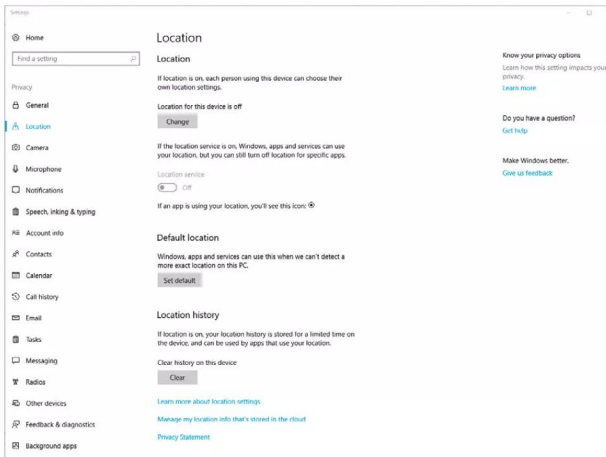 Settings
Home
Find a setting
Privacy
General
Location
Camera
Microphone
Notifications
Speech, inking & typing
Account info
Contacts
Calendar
Call history
Email
Tasks
Messaging
Radios
Other devices
Feedback & diagnostics
Background apps
Location
Location
If location is on, each person using this device can choose their
own location settings.
Location for this device is off
Change
If the location service is on, Windows, apps and services can use
your location, but you can still turn off location for specific apps.
Location service
Off
If an app is using your location, you'll see this icon:
Default location
Windows, apps and services can use this when we can't detect a
more exact location on this PC.
Set default
Location history
If location is on, your location history is stored for a limited time on
the device, and can be used by apps that use your location.
Clear history on this device
Clear
Learn more about location settings
Manage my location info that's stored in the cloud
Privacy Statement
Know your privacy options
Learn how this setting impacts your
privacy.
Learn more
Do you have a question?
Get help
Make Windows better.
Give us feedback